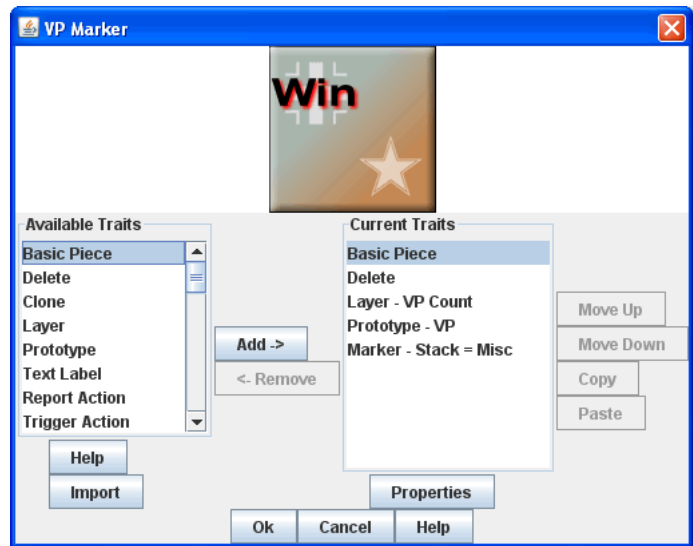 VP Marker
Win
Available Traits
Basic Piece
Delete
Clone
Layer
Prototype
Text Label
Report Action
Trigger Action
Add ->
<- Remove
Current Traits
Basic Piece
Delete
Layer - VP Count
Prototype - VP
Marker - Stack = Misc
Move Up
Move Down
Copy
Paste
Help
Import
Properties
Ok Cancel Help